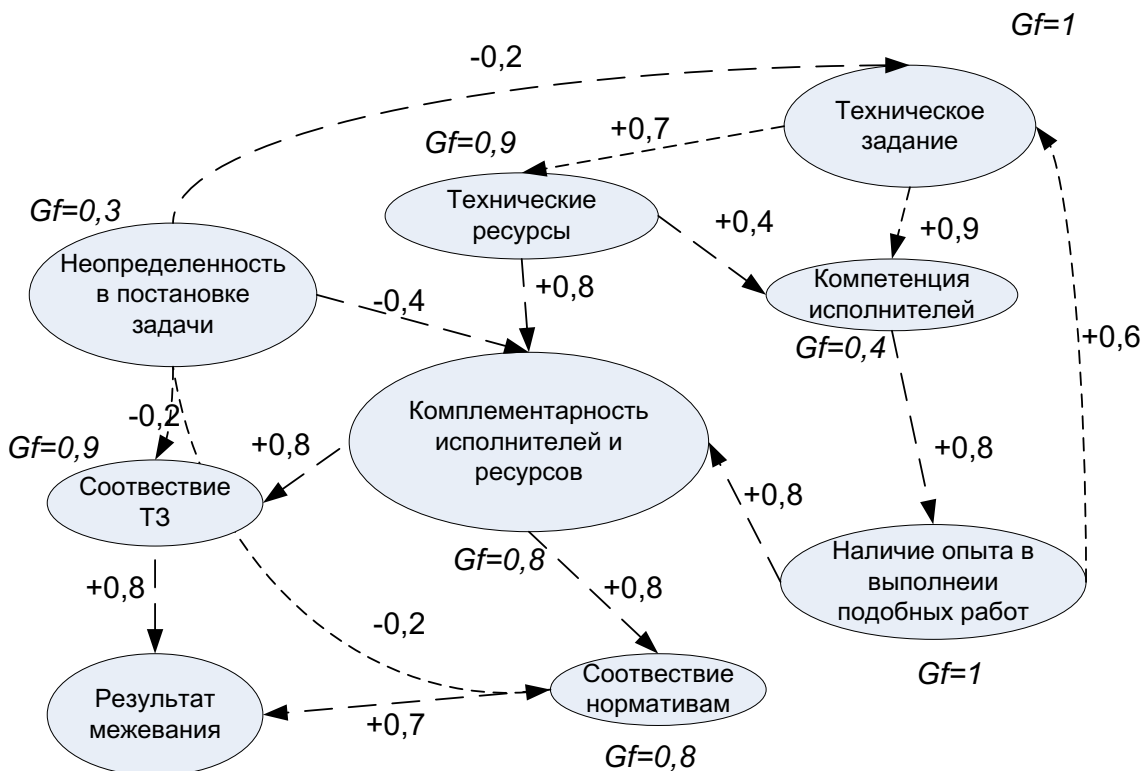 Gf=1
-0,2
Техническое
задание
+0,7
Gf=0,9
Технические
ресурсы
Gf=0,3
+0,4
+0,9
Неопределенность
в постановке
задачи
Компетенция
исполнителей
+0,8
-0,4
+0,6
Gf=0,4
Комплементарность
исполнителей и
ресурсов
-0,2
Gf=0,9
+0,8
+0,8
Соотвествие
ТЗ
+0,8
Наличие опыта в
выполнеии
подобных работ
Gf=0,8
+0,8
+0,8
-0,2
Gf=1
Соотвествие
нормативам
Результат
межевания
+0,7
Gf=0,8